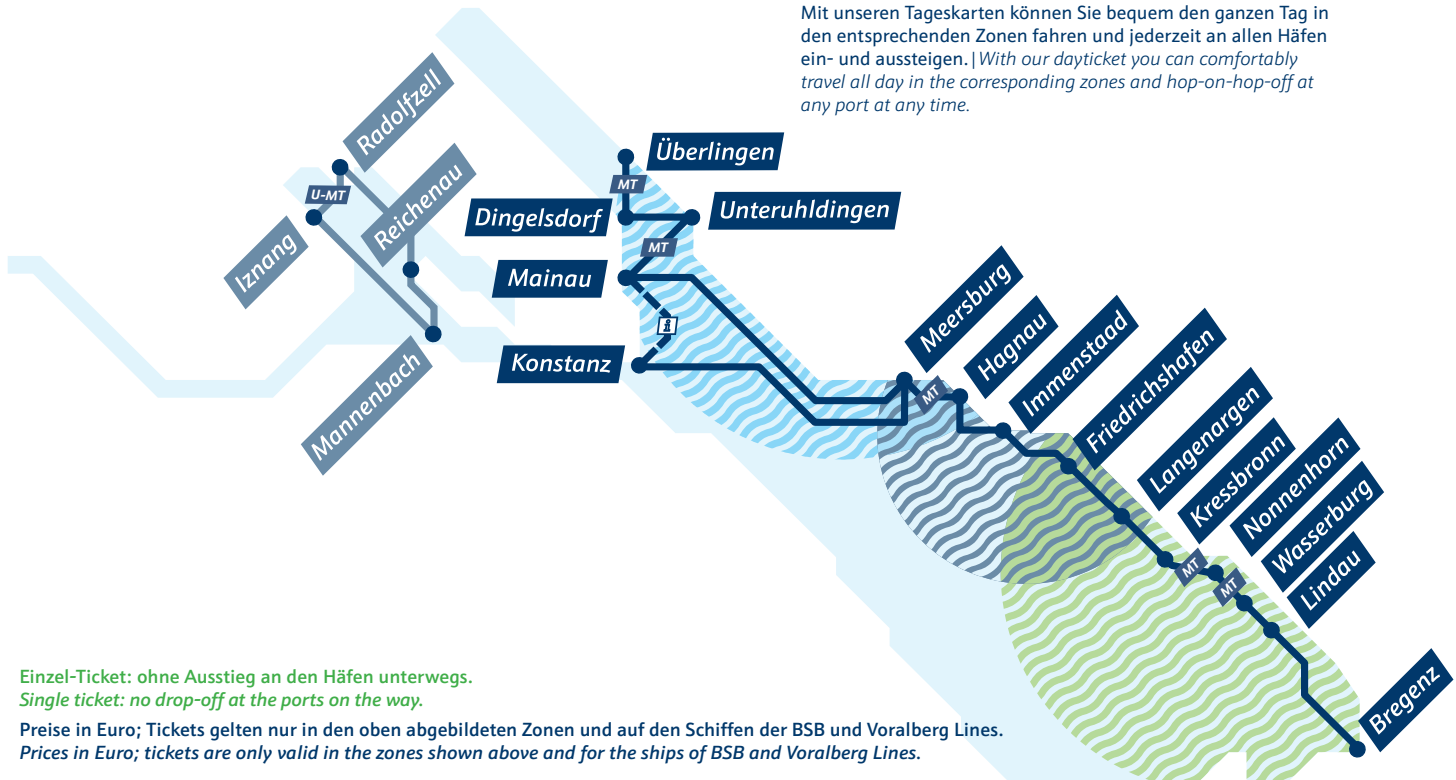 Mit unseren Tageskarten können Sie bequem den ganzen Tag in
den entsprechenden Zonen fahren und jederzeit an allen Häfen
ein- und aussteigen. | With our dayticket you can comfortably
travel all day in the corresponding zones and hop-on-hop-off at
any port at any time.
Radolfzell
U-MT
Reichenau
Iznang
Mannenbach
Überlingen
MT
Dingelsdorf
Unteruhldingen
MT
Mainau
Konstanz
Meersburg
MT
Hagnau
Immenstaad
Friedrichshafen
Langenargen
Kressbronn
MT
Nonnenhorn
MT
Wasserburg
Lindau
Bregenz
Einzel-Ticket: ohne Ausstieg an den Häfen unterwegs.
Single ticket: no drop-off at the ports on the way.
Preise in Euro; Tickets gelten nur in den oben abgebildeten Zonen und auf den Schiffen der BSB und Voralberg Lines.
Prices in Euro; tickets are only valid in the zones shown above and for the ships of BSB and Voralberg Lines.